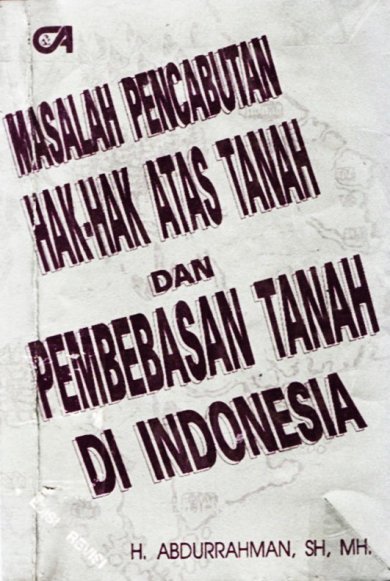 MASALAH PENCABUTAN
HAK-HAK ATAS TANAH
DAN
PEMBEBASAN TANAH
DI INDONESIA
EDISI REVISI
H. ABDURRAHMAN, SH, MH.